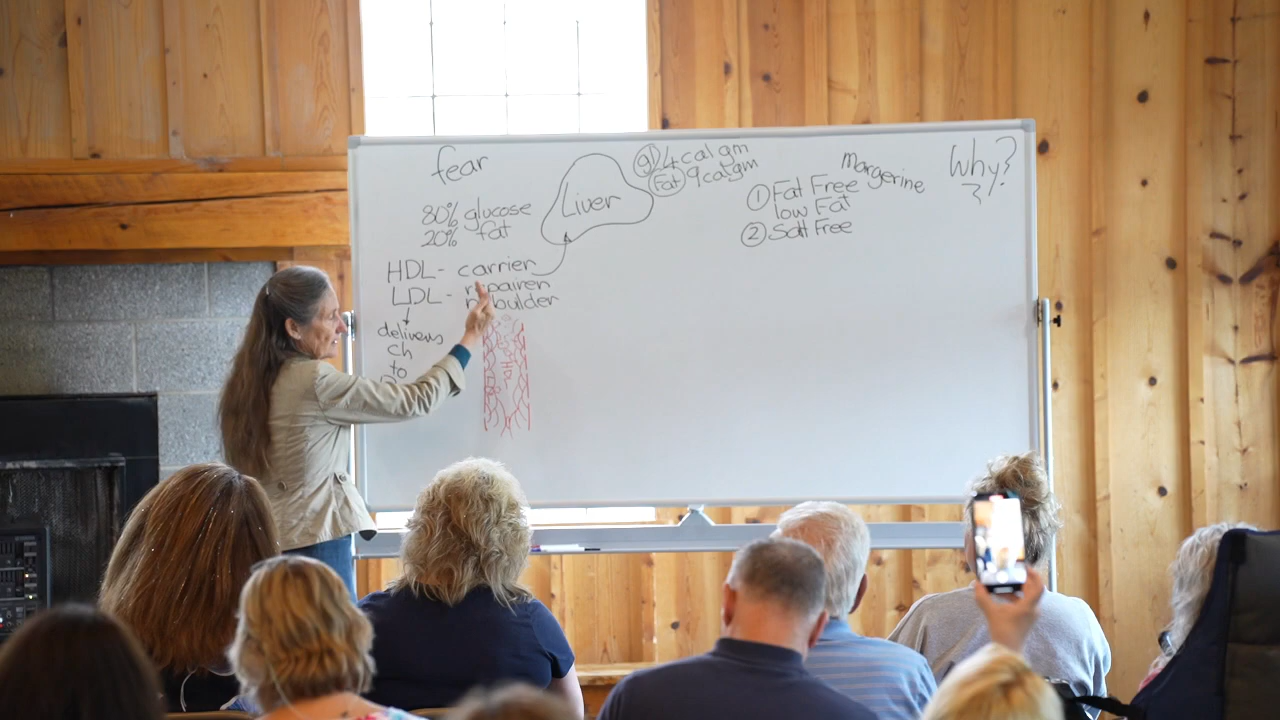 fear
80% glucose
20% fat
HDL- carrier
LDL- repairer
rebuilder
delivers
ch
to
Liver
g 4 cal gm
Fat 9 cal gm
① Fat Free
low Fat
② Salt Free
Margerine
Why?